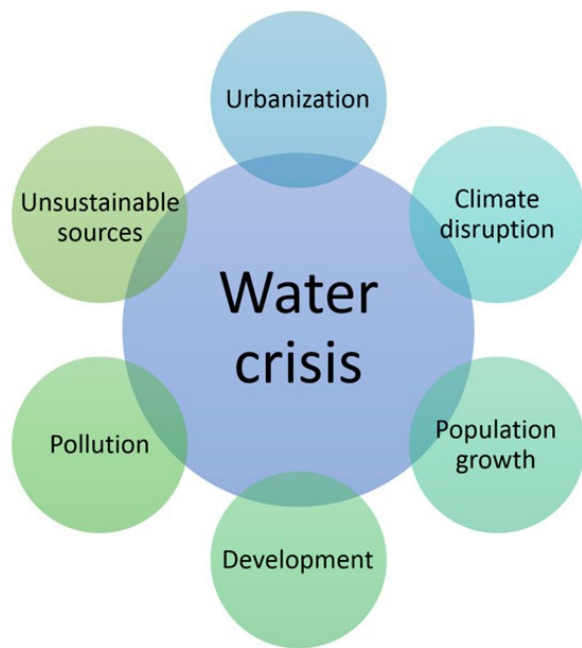 Urbanization
Climate
disruption
Population
growth
Development
Pollution
Unsustainable
sources
Water
crisis